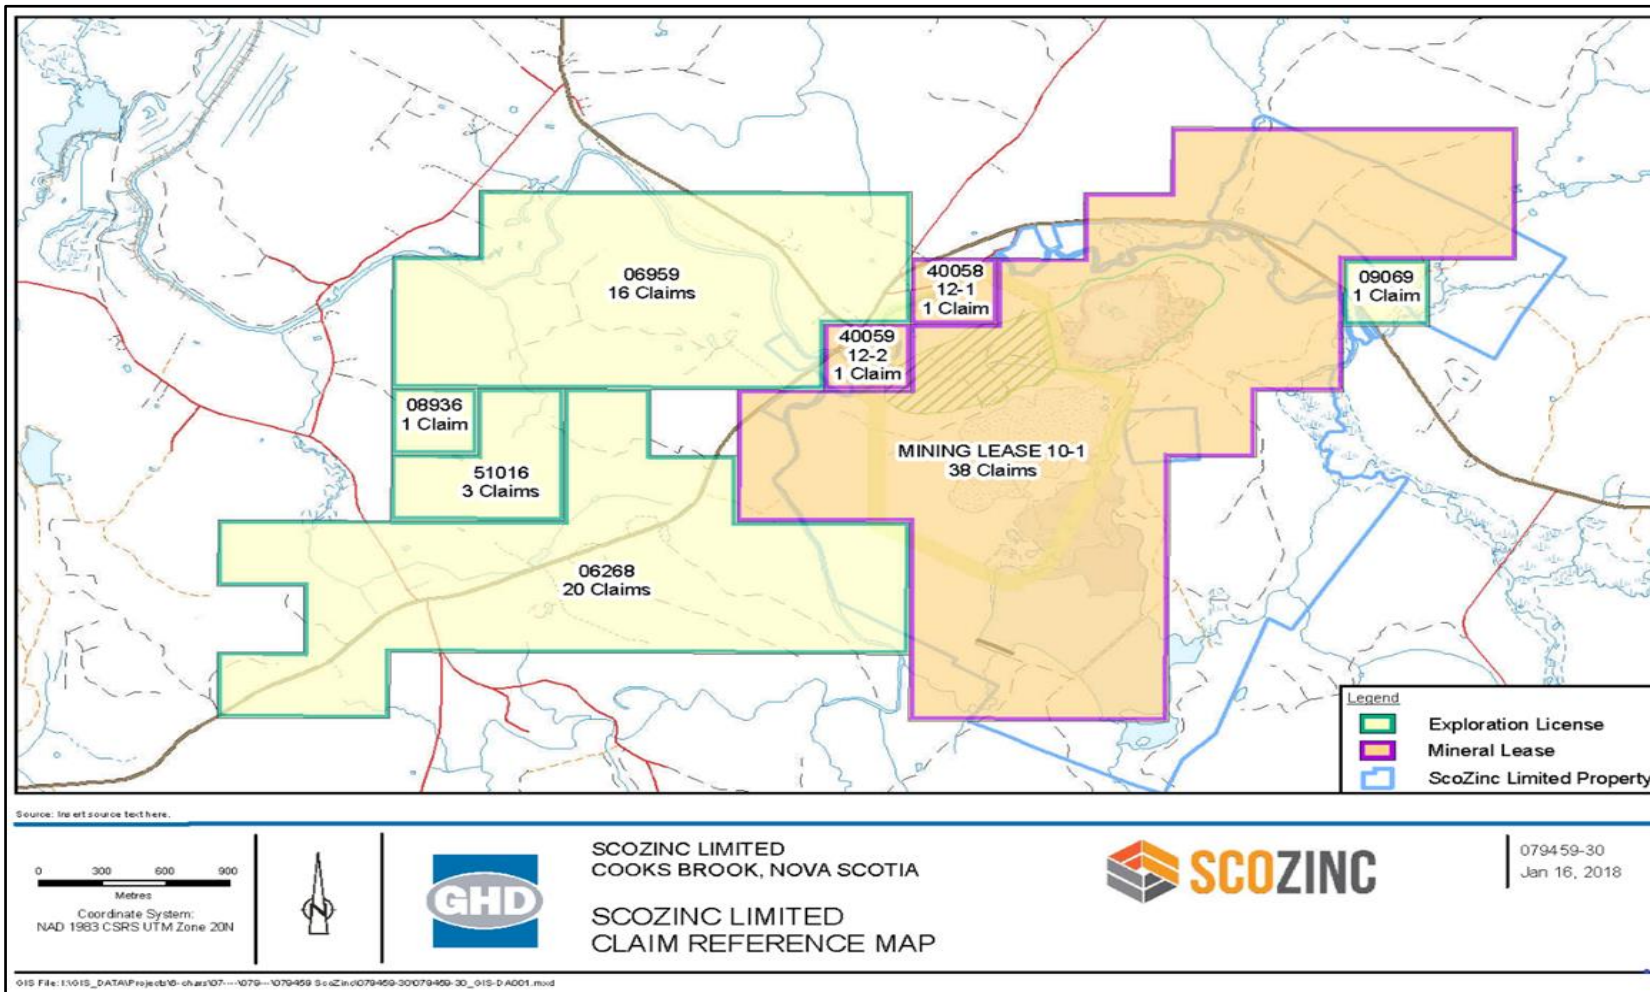 06959
16 Claims
40058
12-1
1 Claim
09069
1 Claim
40059
12-2
1 Claim
08936
1 Claim
51016
3 Claims
MINING LEASE 10-1
38 Claims
06268
20 Claims
Legend
Exploration License
Mineral Lease
ScoZinc Limited Property
Source: Insert source text here.
0 300 600 900
Metres
Coordinate System:
NAD 1983 CSRS UTM Zone 20N
N
GHD
SCOZINC LIMITED
COOKS BROOK, NOVA SCOTIA
SCOZINC LIMITED
CLAIM REFERENCE MAP
SCOZINC
079459-30
Jan 16, 2018
GIS File: